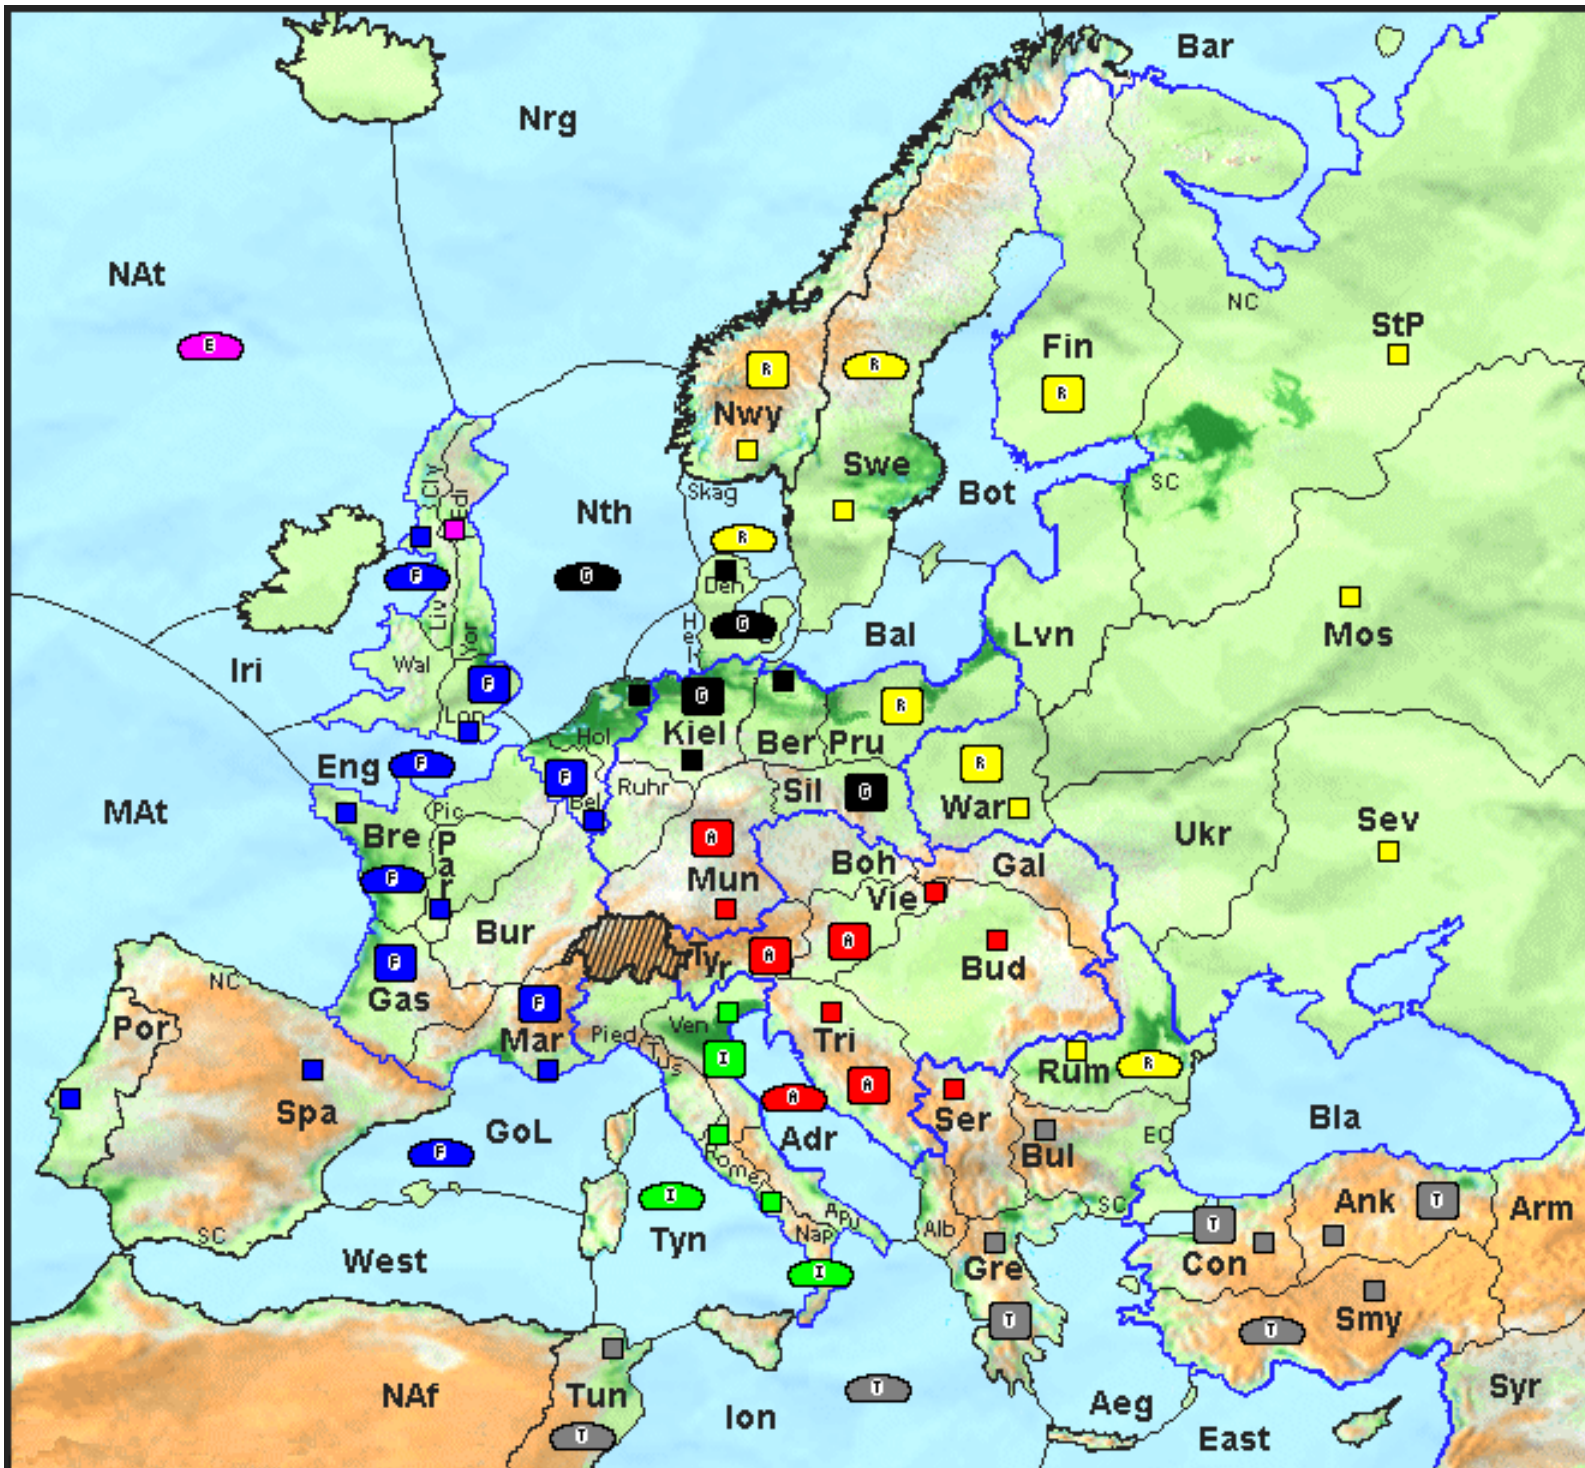 Bar
Nrg
NAt
NC
StP
Fin
R
R
R
E
Nwy
Swe
Cly
Edi
Skag
Bot
SC
Nth
R
F
G
Den
Hel
G
Liv
Yor
Wal
Iri
Bal
Lvn
Mos
F
Lon
G
R
Hol
Kiel
Ber
Pru
Eng
F
F
Bel
Ruhr
Sil
G
R
War
MAt
Pic
Bre
Par
A
Mun
Boh
Gal
Vie
Ukr
Sev
F
Bur
A
A
Tyr
Bud
NC
F
Gas
F
Mar
Por
Pied
Ven
Tus
I
Tri
A
Rum
R
Spa
GoL
F
A
Adr
Ser
Bul
EC
Bla
Rome
I
Tyn
Apu
Nap
Alb
SC
T
Con
Ank
T
Arm
SC
West
I
Gre
T
T
Smy
NAf
Tun
T
Ion
T
Aeg
East
Syr